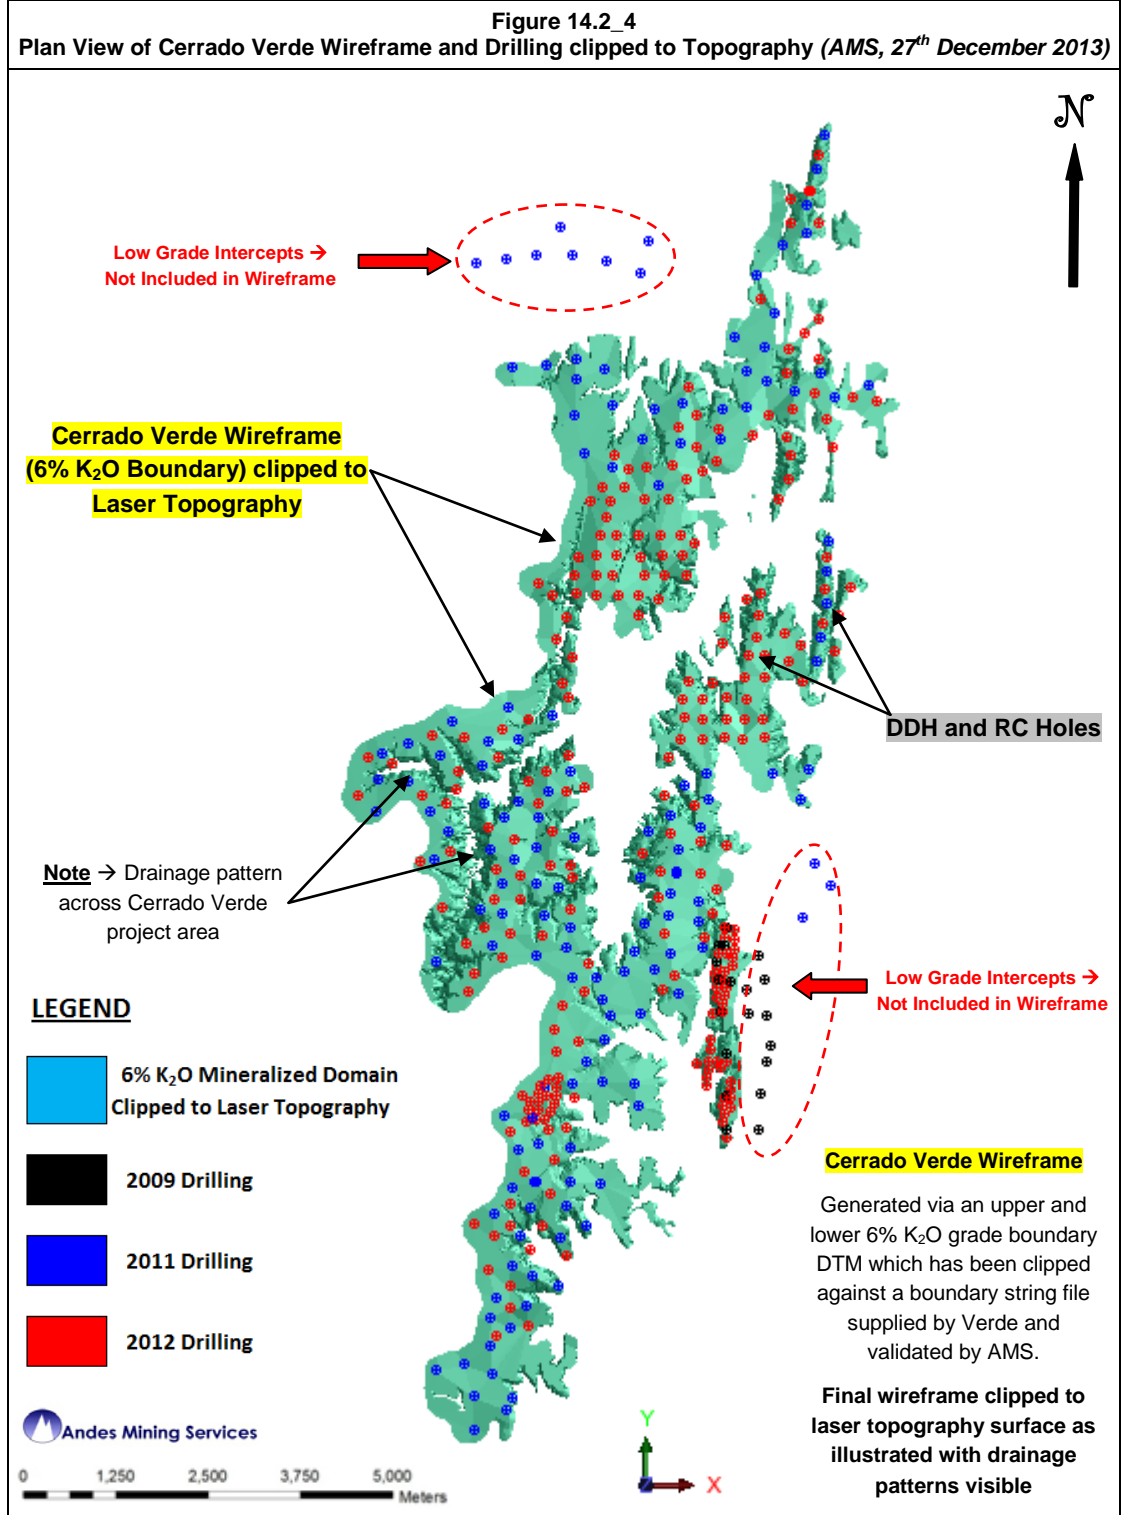 Figure 14.2_4
Plan View of Cerrado Verde Wireframe and Drilling clipped to Topography (AMS, 27th December 2013)
N
Low Grade Intercepts →
Not Included in Wireframe
Cerrado Verde Wireframe
(6% K₂O Boundary) clipped to
Laser Topography
DDH and RC Holes
Note → Drainage pattern
across Cerrado Verde
project area
Low Grade Intercepts →
Not Included in Wireframe
LEGEND
6% K₂O Mineralized Domain
Clipped to Laser Topography
2009 Drilling
2011 Drilling
2012 Drilling
Cerrado Verde Wireframe
Generated via an upper and
lower 6% K₂O grade boundary
DTM which has been clipped
against a boundary string file
supplied by Verde and
validated by AMS.
Final wireframe clipped to
laser topography surface as
illustrated with drainage
patterns visible
Andes Mining Services
0 1,250 2,500 3,750 5,000
Meters
Y
X